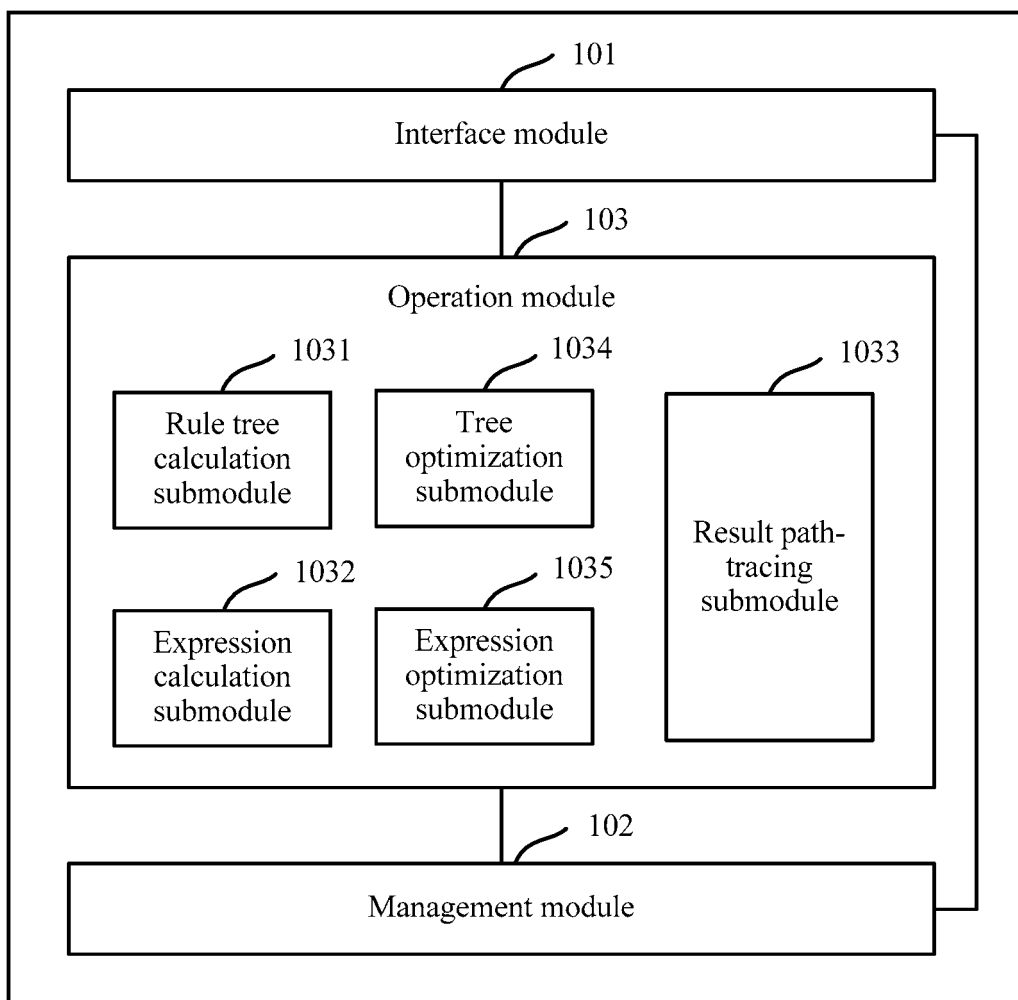 101
Interface module
103
Operation module
1031
Rule tree
calculation
submodule
1034
Tree
optimization
submodule
1033
Result path-
tracing
submodule
1032
Expression
calculation
submodule
1035
Expression
optimization
submodule
102
Management module